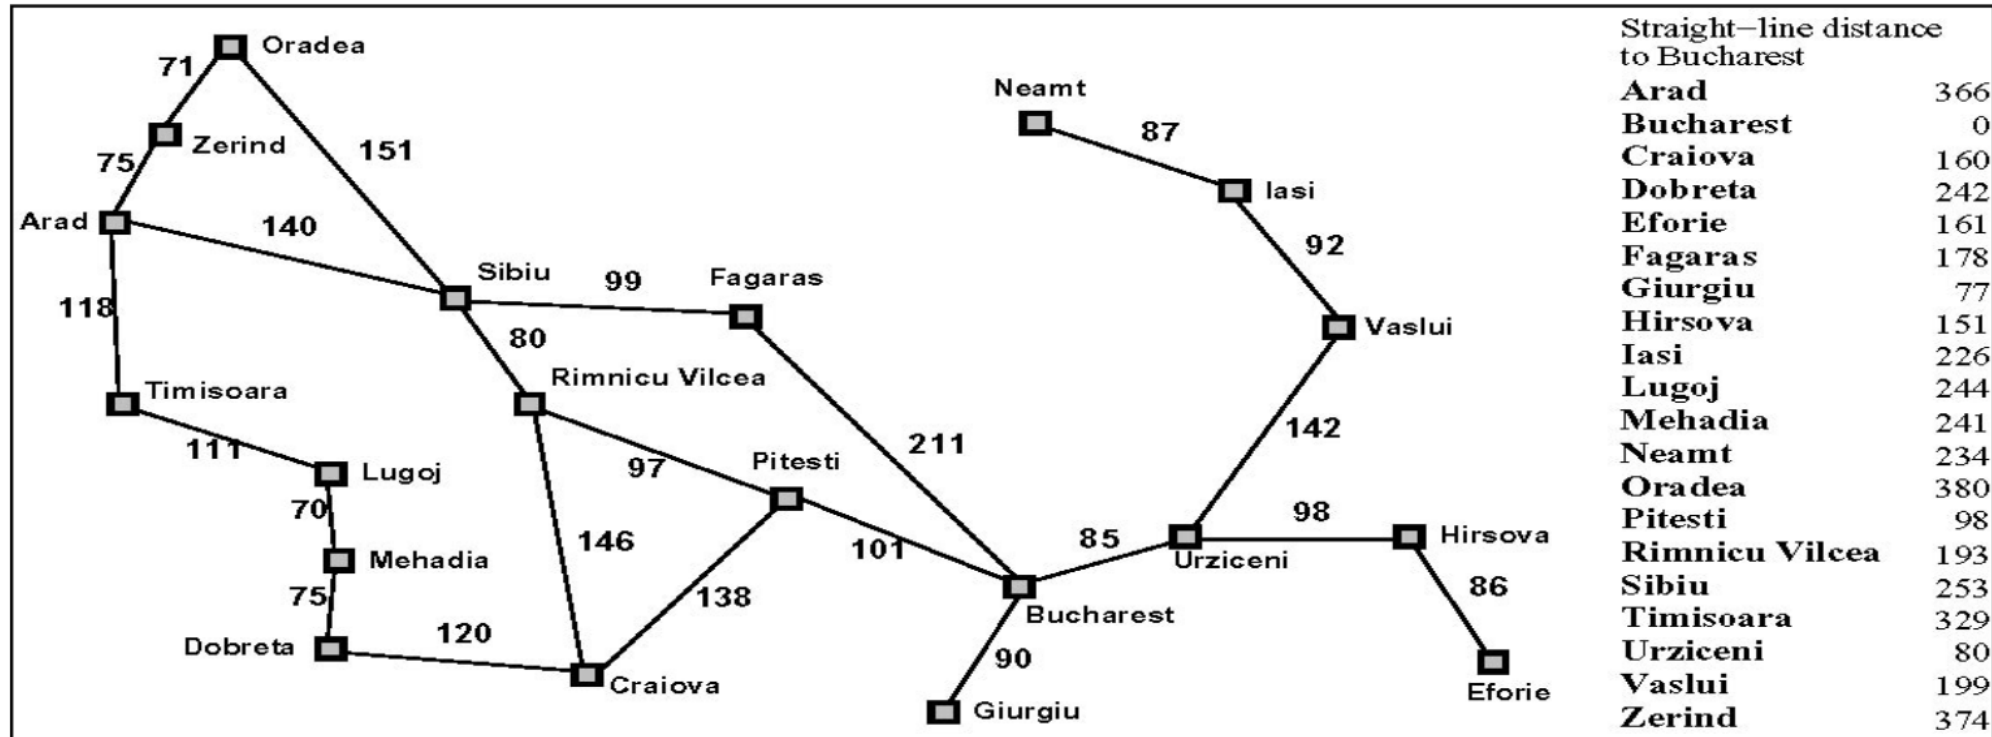 Oradea
71
Neamt
Zerind
87
151
75
Iasi
Arad
140
92
Sibiu
99
Fagaras
118
80
Vaslui
Rimnicu Vilcea
Timisoara
142
111
211
Lugoj
97
Pitesti
70
98
Hirsova
146
101
85
Urziceni
Mehadia
86
75
138
Bucharest
Dobreta
120
90
Craiova
Eforie
Giurgiu
Straight-line distance
to Bucharest
Arad 366
Bucharest 0
Craiova 160
Dobreta 242
Eforie 161
Fagaras 178
Giurgiu 77
Hirsova 151
Iasi 226
Lugoj 244
Mehadia 241
Neamt 234
Oradea 380
Pitesti 98
Rimnicu Vilcea 193
Sibiu 253
Timisoara 329
Urziceni 80
Vaslui 199
Zerind 374